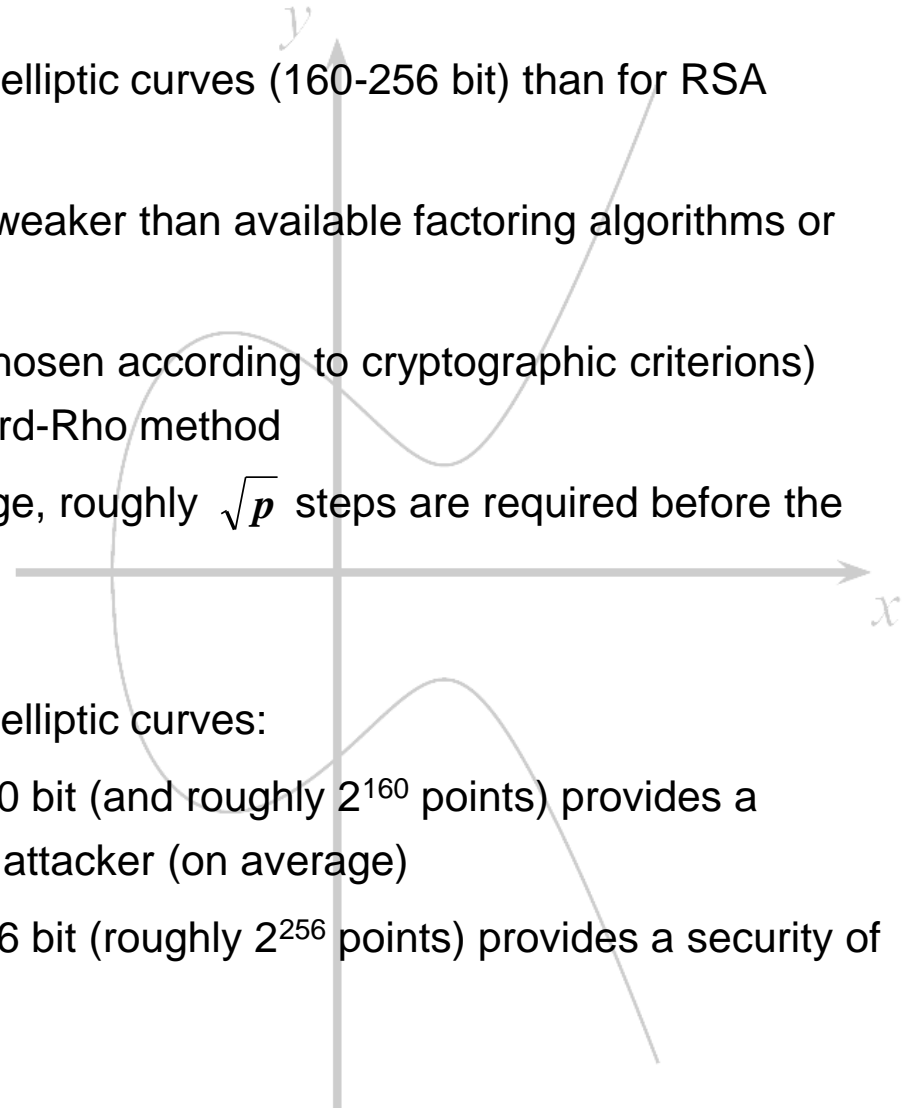 y
elliptic curves (160-256 bit) than for RSA
weaker than available factoring algorithms or
hosen according to cryptographic criterions)
rd-Rho method
ge, roughly √p steps are required before the
x
elliptic curves:
0 bit (and roughly 2¹⁶⁰ points) provides a
attacker (on average)
6 bit (roughly 2²⁵⁶ points) provides a security of